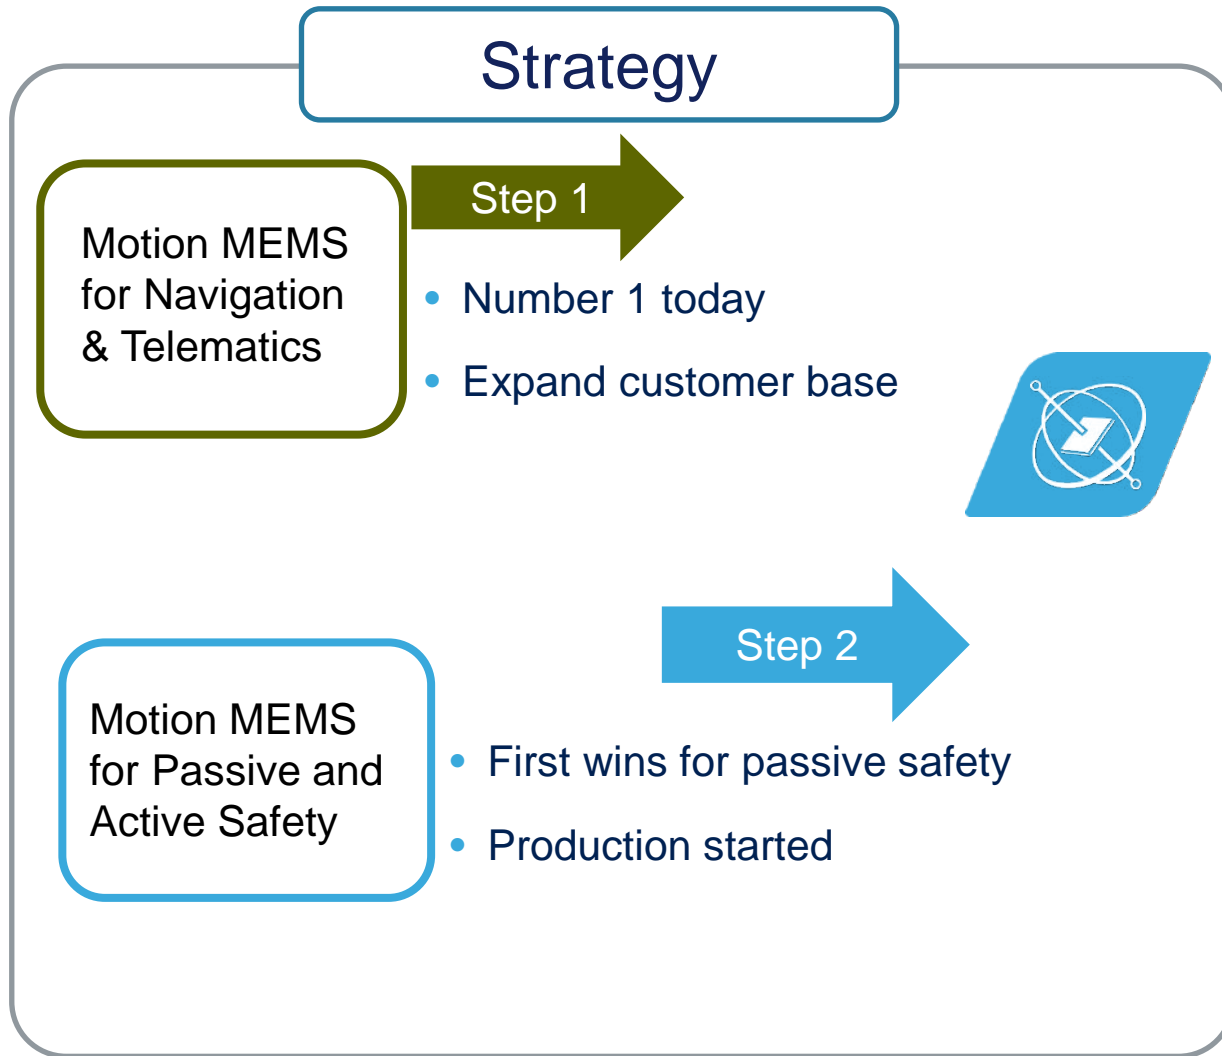 Strategy
Step 1
Motion MEMS
for Navigation
& Telematics
• Number 1 today
• Expand customer base
Step 2
Motion MEMS
for Passive and
Active Safety
• First wins for passive safety
• Production started